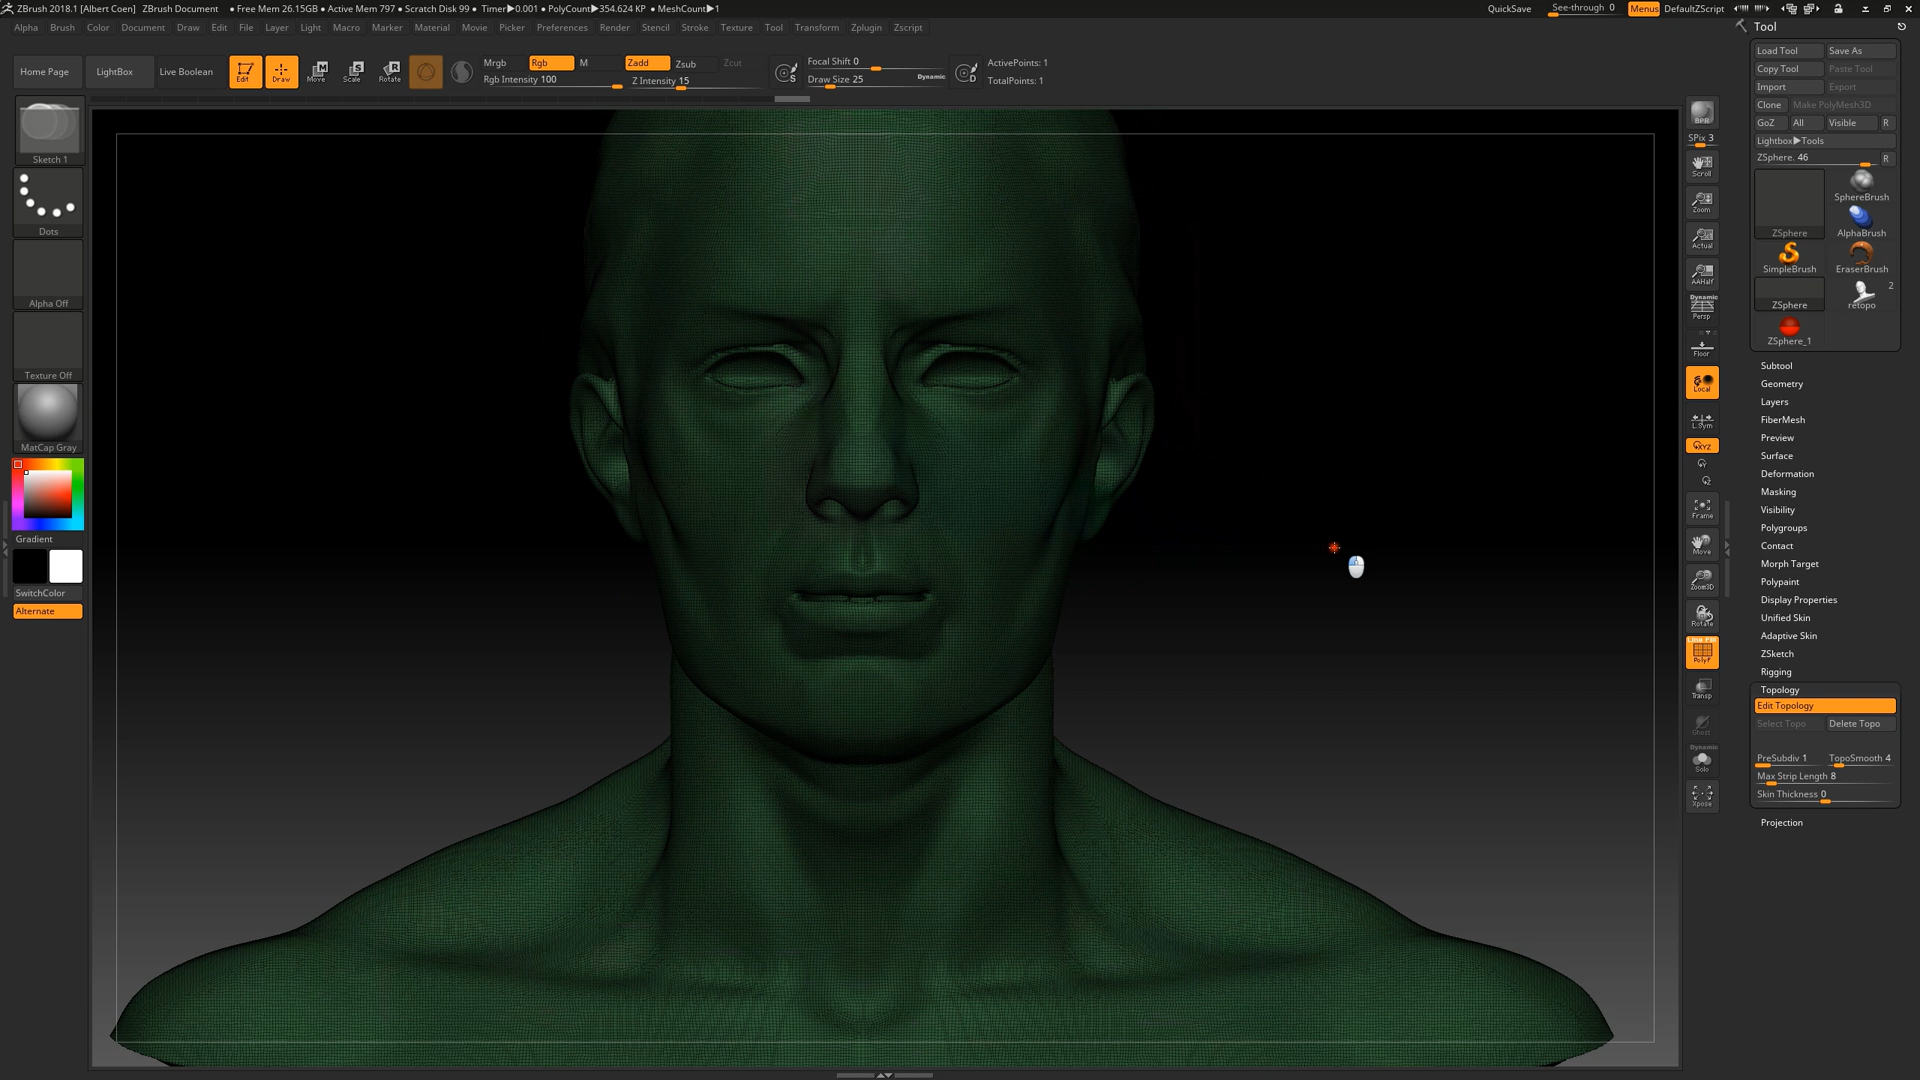 ZBrush 2018.1 [Albert Coen] ZBrush Document • Free Mem 26.15GB • Active Mem 797 • Scratch Disk 99 • Timer▶0.001 • PolyCount▶354.624 KP • MeshCount▶1 QuickSave See-through 0 Menus DefaultZScript
Alpha Brush Color Document Draw Edit File Layer Light Macro Marker Material Movie Picker Preferences Render Stencil Stroke Texture Tool Transform Zplugin Zscript
Home Page LightBox Live Boolean Edit Draw Move Scale Rotate
Mrgb Rgb M Zadd Zsub Zcut
Rgb Intensity 100 Z Intensity 15
Focal Shift 0
Draw Size 25 Dynamic
ActivePoints: 1
TotalPoints: 1
Sketch 1
Dots
Alpha Off
Texture Off
MatCap Gray
Gradient
SwitchColor
Alternate
BPR
SPix 3
Scroll
Zoom
Actual
AAHalf
Dynamic
Persp
Floor
Local
L.Sym
XYZ
Frame
Move
Zoom3D
Rotate
Line Fill
PolyF
Transp
Ghost
Dynamic
Solo
Xpose
Tool
Load Tool Save As
Copy Tool Paste Tool
Import Export
Clone Make PolyMesh3D
GoZ All Visible R
Lightbox▶Tools
ZSphere. 46 R
ZSphere SphereBrush
AlphaBrush
SimpleBrush EraserBrush
2
ZSphere retopo
ZSphere_1
Subtool
Geometry
Layers
FiberMesh
Preview
Surface
Deformation
Masking
Visibility
Polygroups
Contact
Morph Target
Polypaint
Display Properties
Unified Skin
Adaptive Skin
ZSketch
Rigging
Topology
Edit Topology
Select Topo Delete Topo
PreSubdiv 1 TopoSmooth 4
Max Strip Length 8
Skin Thickness 0
Projection